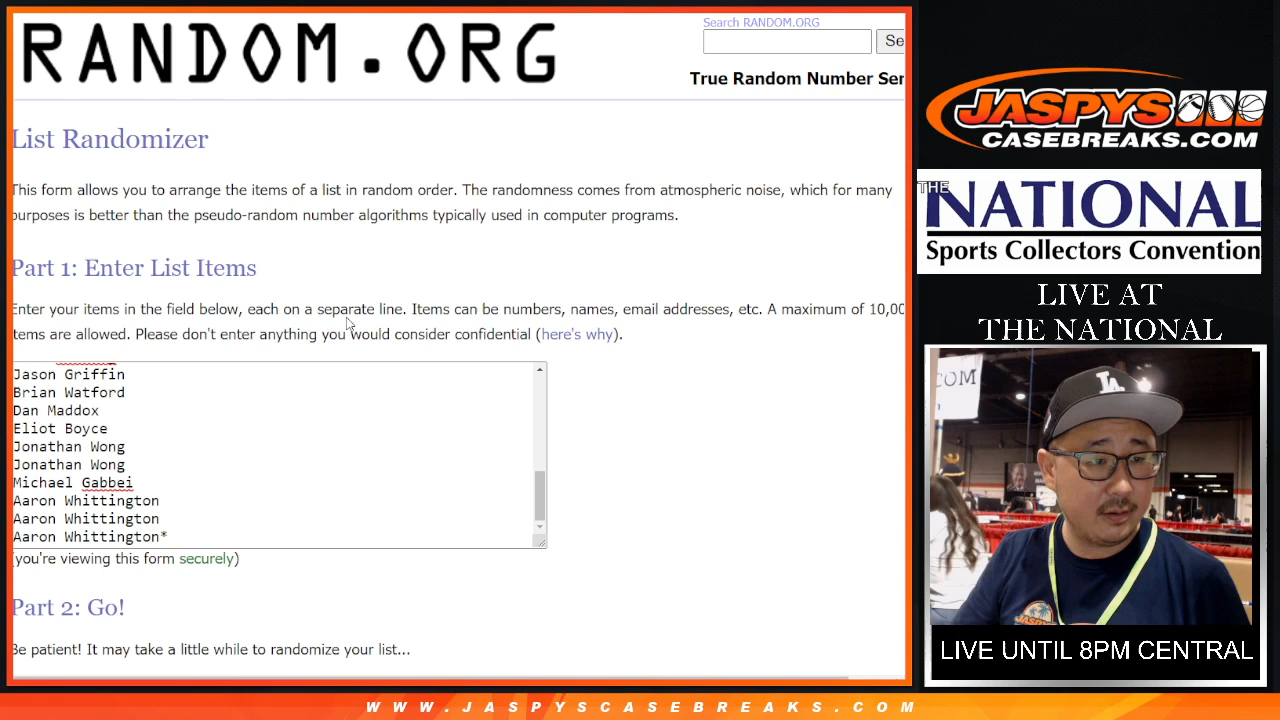 RANDOM.ORG
Search RANDOM.ORG
Se
True Random Number Ser
List Randomizer
This form allows you to arrange the items of a list in random order. The randomness comes from atmospheric noise, which for many
purposes is better than the pseudo-random number algorithms typically used in computer programs.
Part 1: Enter List Items
Enter your items in the field below, each on a separate line. Items can be numbers, names, email addresses, etc. A maximum of 10,00
items are allowed. Please don't enter anything you would consider confidential (here's why).
Jason Griffin
Brian Watford
Dan Maddox
Eliot Boyce
Jonathan Wong
Jonathan Wong
Michael Gabbei
Aaron Whittington
Aaron Whittington
Aaron Whittington*
(you're viewing this form securely)
Part 2: Go!
Be patient! It may take a little while to randomize your list...
JASPYS
CASEBREAKS.COM
THE
NATIONAL
Sports Collectors Convention
LIVE AT
THE NATIONAL
COM
LA
JASPY'S
LIVE UNTIL 8PM CENTRAL
WWW.JASPYSCASEBREAKS.COM